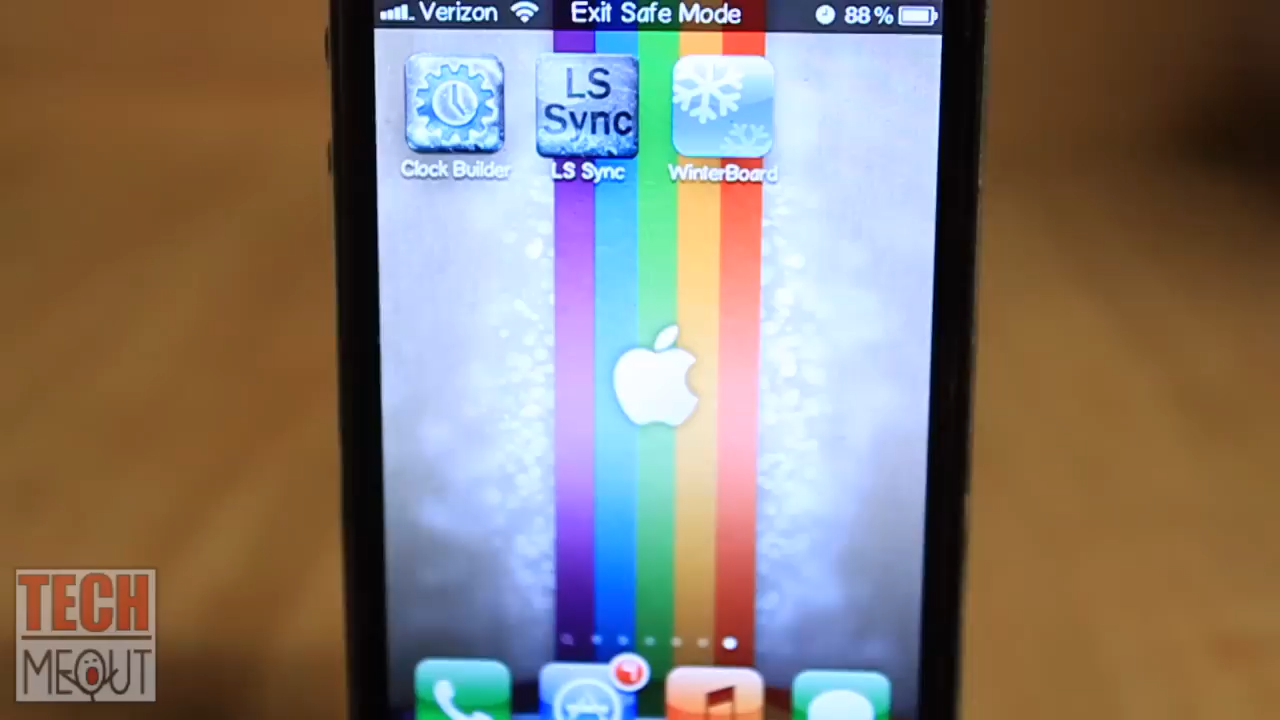 Verizon
Exit Safe Mode
88 %
LS
Sync
Clock Builder
LS Sync
WinterBoard
TECH
MEOUT